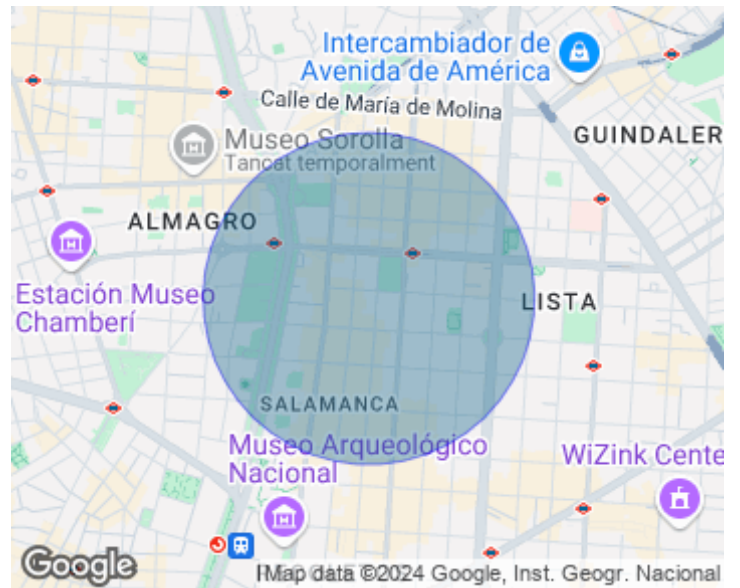 Intercambiador de
Avenida de América
Calle de María de Molina
Museo Sorolla
Tancat temporalment
GUINDALER
ALMAGRO
Estación Museo
Chamberí
LISTA
SALAMANCA
Museo Arqueológico
Nacional
WiZink Cente
Google
Map data ©2024 Google, Inst. Geogr. Nacional